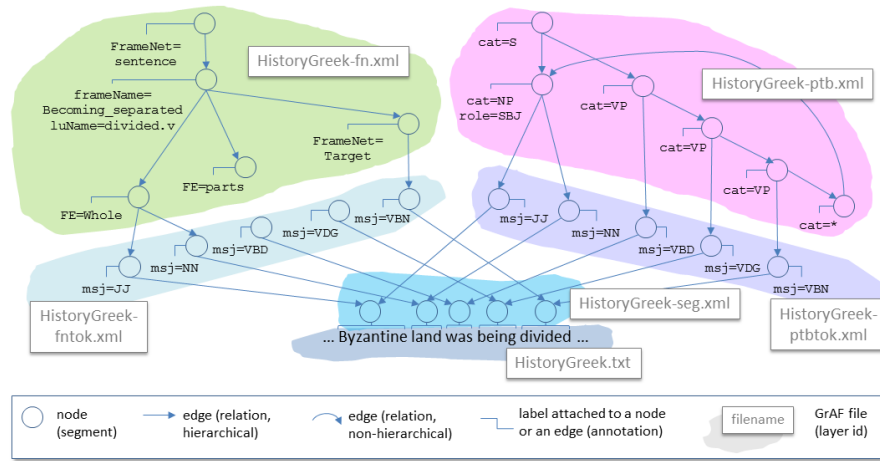 FrameNet=
sentence
HistoryGreek-fn.xml
frameName=
Becoming_separated
luName=divided.v
FrameNet=
Target
FE=parts
FE=Whole
msj=VBN
msj=VDG
msj=VBD
msj=NN
msj=JJ
HistoryGreek-
fntok.xml
cat=S
cat=NP
role=SBJ
cat=VP
HistoryGreek-ptb.xml
cat=VP
cat=VP
cat=*
msj=JJ
msj=NN
msj=VBD
msj=VDG
msj=VBN
HistoryGreek-
ptbtok.xml
HistoryGreek-seg.xml
... Byzantine land was being divided ...
HistoryGreek.txt
node
(segment)
edge (relation,
hierarchical)
edge (relation,
non-hierarchical)
label attached to a node
or an edge (annotation)
filename
GrAF file
(layer id)